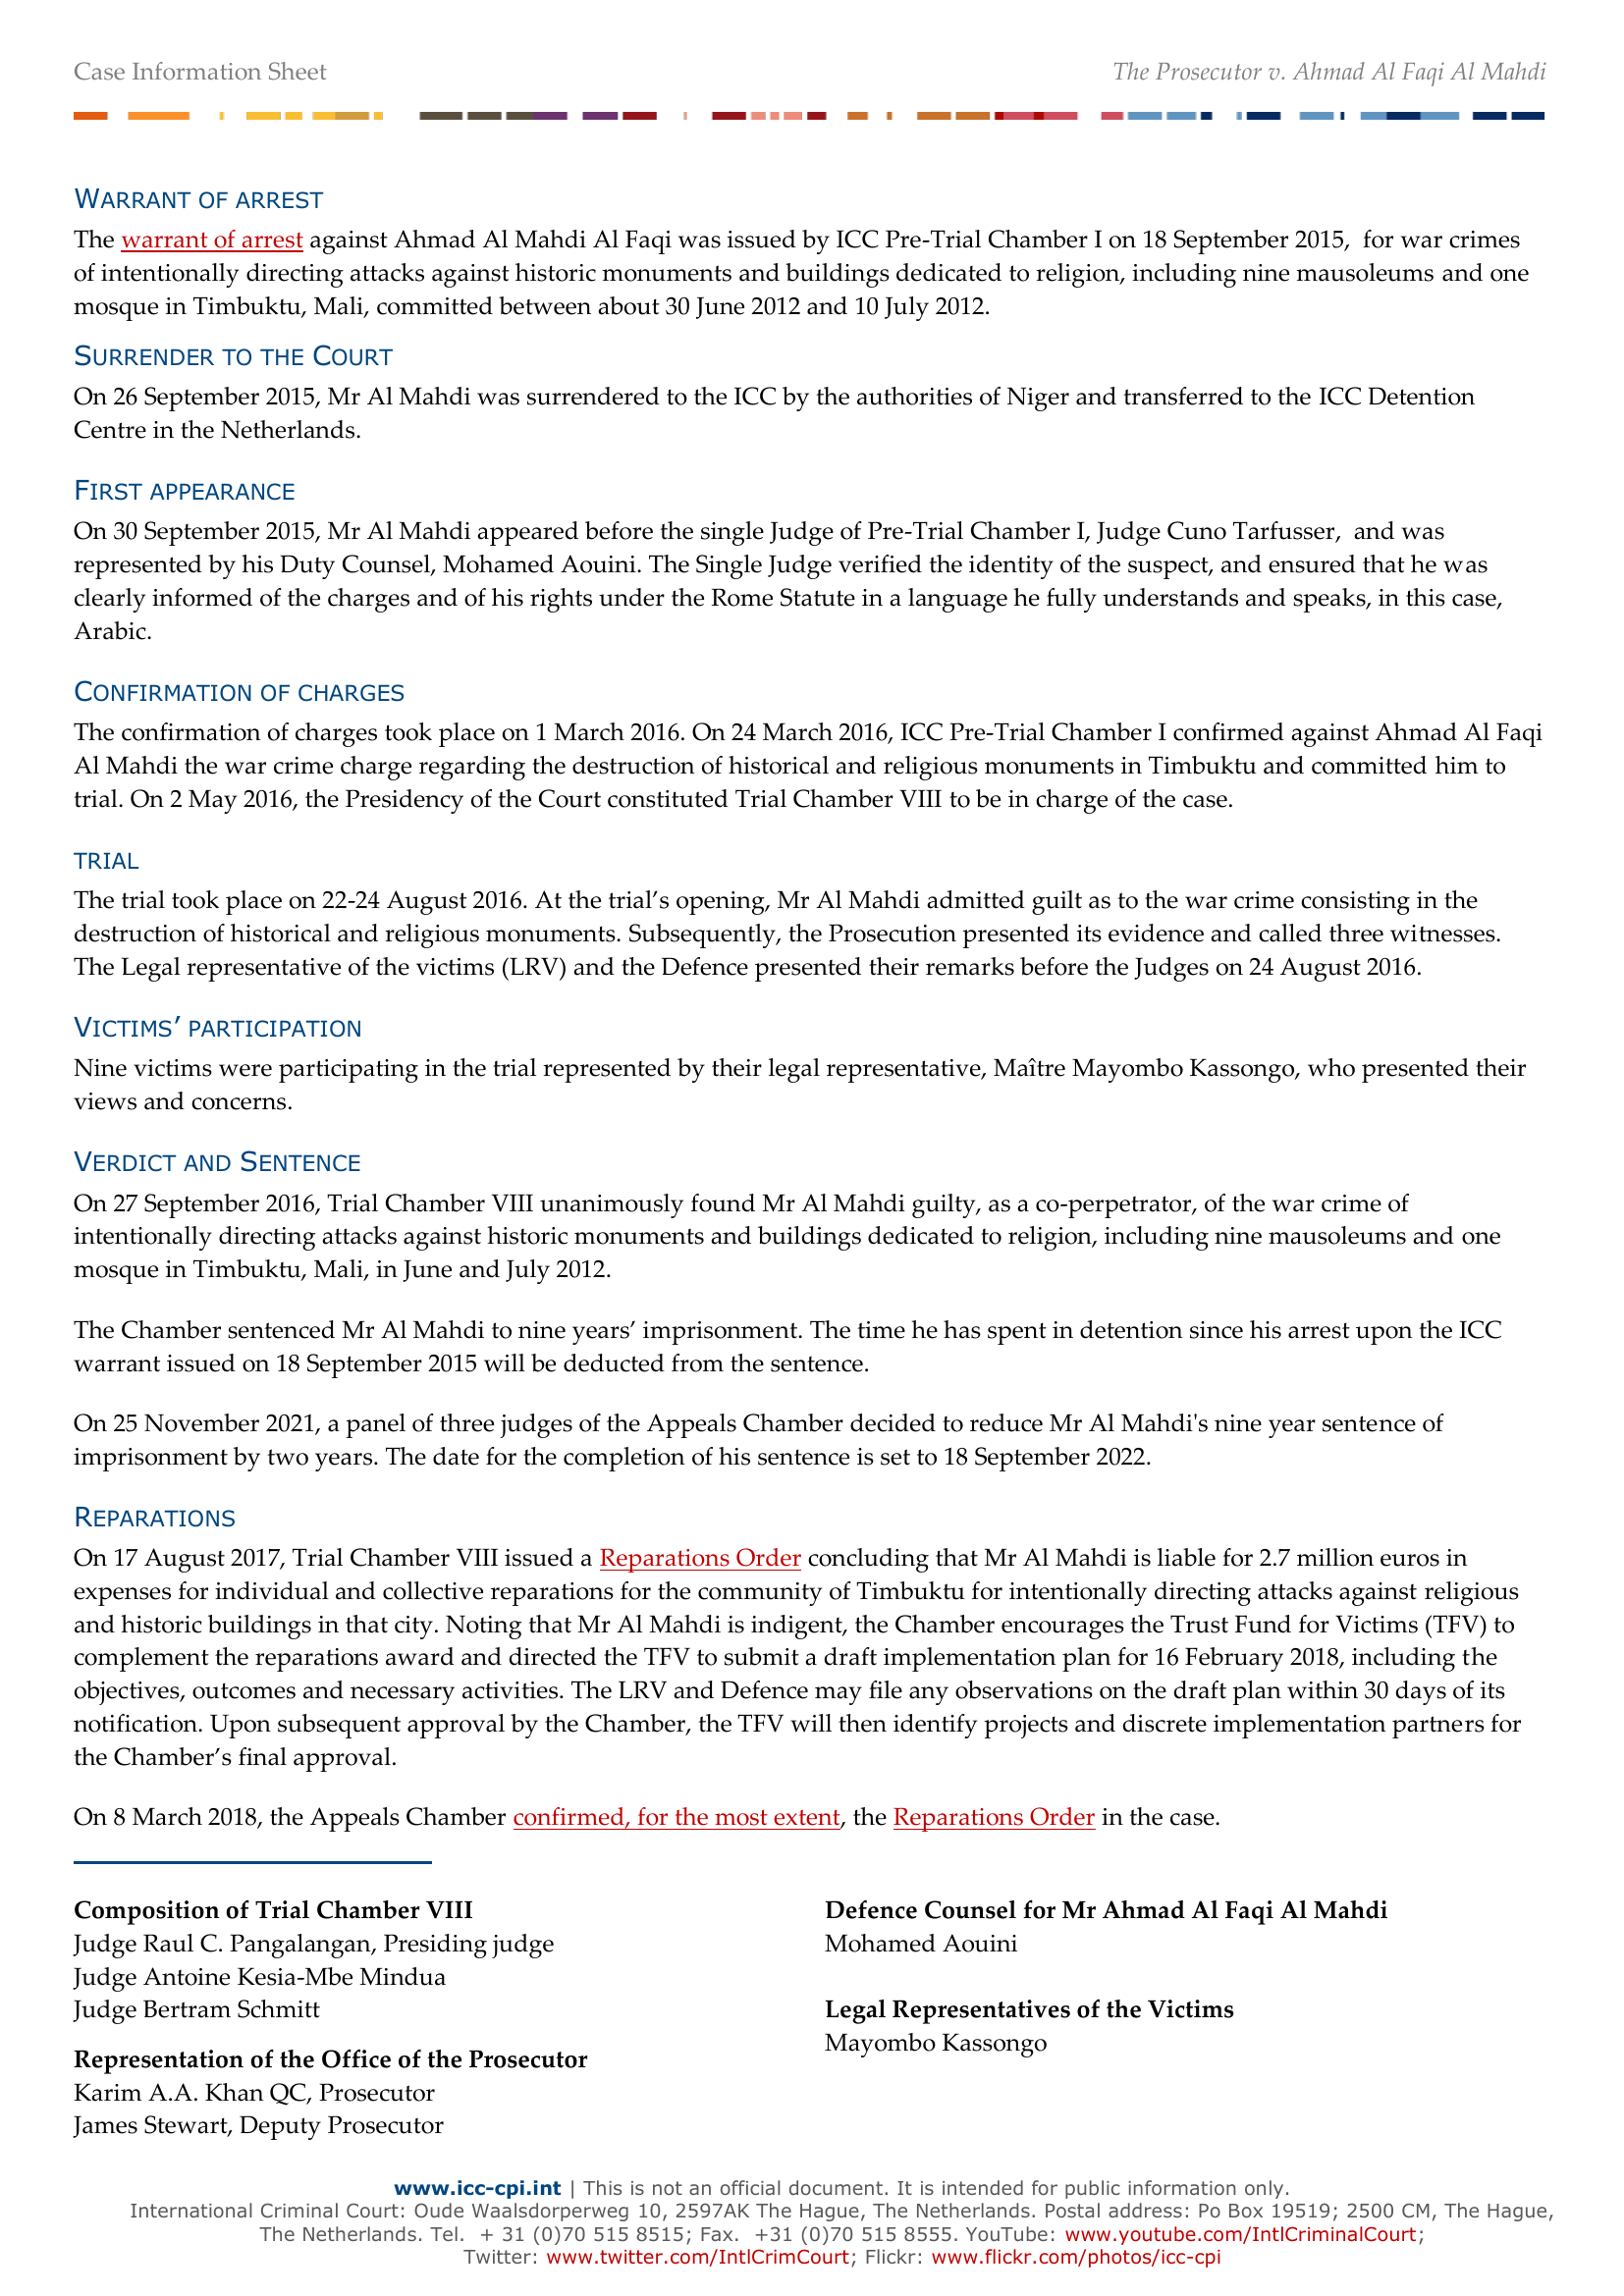 Case Information Sheet
The Prosecutor v. Ahmad Al Faqi Al Mahdi
WARRANT OF ARREST
The warrant of arrest against Ahmad Al Mahdi Al Faqi was issued by ICC Pre-Trial Chamber I on 18 September 2015, for war crimes
of intentionally directing attacks against historic monuments and buildings dedicated to religion, including nine mausoleums and one
mosque in Timbuktu, Mali, committed between about 30 June 2012 and 10 July 2012.
SURRENDER TO THE COURT
On 26 September 2015, Mr Al Mahdi was surrendered to the ICC by the authorities of Niger and transferred to the ICC Detention
Centre in the Netherlands.
FIRST APPEARANCE
On 30 September 2015, Mr Al Mahdi appeared before the single Judge of Pre-Trial Chamber I, Judge Cuno Tarfusser, and was
represented by his Duty Counsel, Mohamed Aouini. The Single Judge verified the identity of the suspect, and ensured that he was
clearly informed of the charges and of his rights under the Rome Statute in a language he fully understands and speaks, in this case,
Arabic.
CONFIRMATION OF CHARGES
The confirmation of charges took place on 1 March 2016. On 24 March 2016, ICC Pre-Trial Chamber I confirmed against Ahmad Al Faqi
Al Mahdi the war crime charge regarding the destruction of historical and religious monuments in Timbuktu and committed him to
trial. On 2 May 2016, the Presidency of the Court constituted Trial Chamber VIII to be in charge of the case.
TRIAL
The trial took place on 22-24 August 2016. At the trial’s opening, Mr Al Mahdi admitted guilt as to the war crime consisting in the
destruction of historical and religious monuments. Subsequently, the Prosecution presented its evidence and called three witnesses.
The Legal representative of the victims (LRV) and the Defence presented their remarks before the Judges on 24 August 2016.
VICTIMS’ PARTICIPATION
Nine victims were participating in the trial represented by their legal representative, Maître Mayombo Kassongo, who presented their
views and concerns.
VERDICT AND SENTENCE
On 27 September 2016, Trial Chamber VIII unanimously found Mr Al Mahdi guilty, as a co-perpetrator, of the war crime of
intentionally directing attacks against historic monuments and buildings dedicated to religion, including nine mausoleums and one
mosque in Timbuktu, Mali, in June and July 2012.
The Chamber sentenced Mr Al Mahdi to nine years’ imprisonment. The time he has spent in detention since his arrest upon the ICC
warrant issued on 18 September 2015 will be deducted from the sentence.
On 25 November 2021, a panel of three judges of the Appeals Chamber decided to reduce Mr Al Mahdi's nine year sentence of
imprisonment by two years. The date for the completion of his sentence is set to 18 September 2022.
REPARATIONS
On 17 August 2017, Trial Chamber VIII issued a Reparations Order concluding that Mr Al Mahdi is liable for 2.7 million euros in
expenses for individual and collective reparations for the community of Timbuktu for intentionally directing attacks against religious
and historic buildings in that city. Noting that Mr Al Mahdi is indigent, the Chamber encourages the Trust Fund for Victims (TFV) to
complement the reparations award and directed the TFV to submit a draft implementation plan for 16 February 2018, including the
objectives, outcomes and necessary activities. The LRV and Defence may file any observations on the draft plan within 30 days of its
notification. Upon subsequent approval by the Chamber, the TFV will then identify projects and discrete implementation partners for
the Chamber’s final approval.
On 8 March 2018, the Appeals Chamber confirmed, for the most extent, the Reparations Order in the case.
Composition of Trial Chamber VIII
Judge Raul C. Pangalangan, Presiding judge
Judge Antoine Kesia-Mbe Mindua
Judge Bertram Schmitt
Representation of the Office of the Prosecutor
Karim A.A. Khan QC, Prosecutor
James Stewart, Deputy Prosecutor
Defence Counsel for Mr Ahmad Al Faqi Al Mahdi
Mohamed Aouini
Legal Representatives of the Victims
Mayombo Kassongo
www.icc-cpi.int | This is not an official document. It is intended for public information only.
International Criminal Court: Oude Waalsdorperweg 10, 2597AK The Hague, The Netherlands. Postal address: Po Box 19519; 2500 CM, The Hague,
The Netherlands. Tel. + 31 (0)70 515 8515; Fax. +31 (0)70 515 8555. YouTube: www.youtube.com/IntlCriminalCourt;
Twitter: www.twitter.com/IntlCrimCourt; Flickr: www.flickr.com/photos/icc-cpi